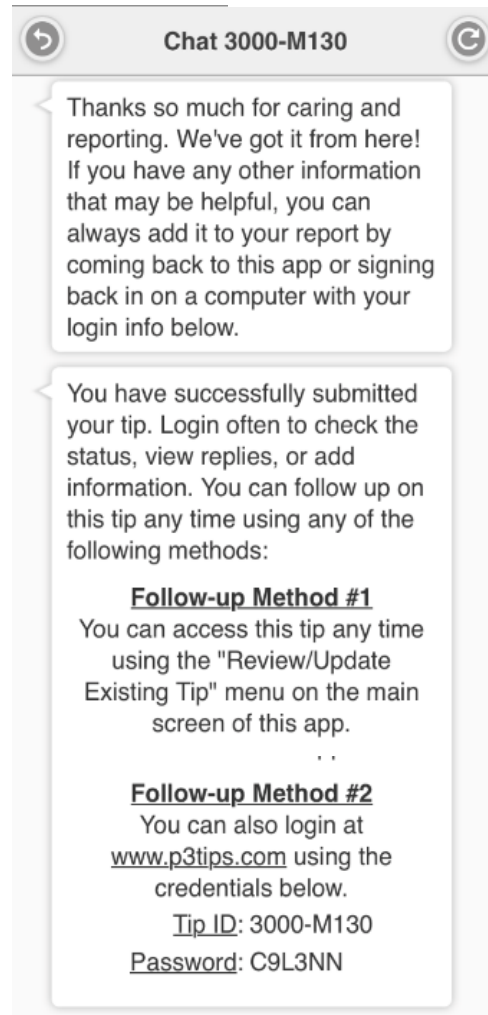 Chat 3000-M130
Thanks so much for caring and
reporting. We've got it from here!
If you have any other information
that may be helpful, you can
always add it to your report by
coming back to this app or signing
back in on a computer with your
login info below.
You have successfully submitted
your tip. Login often to check the
status, view replies, or add
information. You can follow up on
this tip any time using any of the
following methods:
Follow-up Method #1
You can access this tip any time
using the "Review/Update
Existing Tip" menu on the main
screen of this app.
Follow-up Method #2
You can also login at
www.p3tips.com using the
credentials below.
Tip ID: 3000-M130
Password: C9L3NN